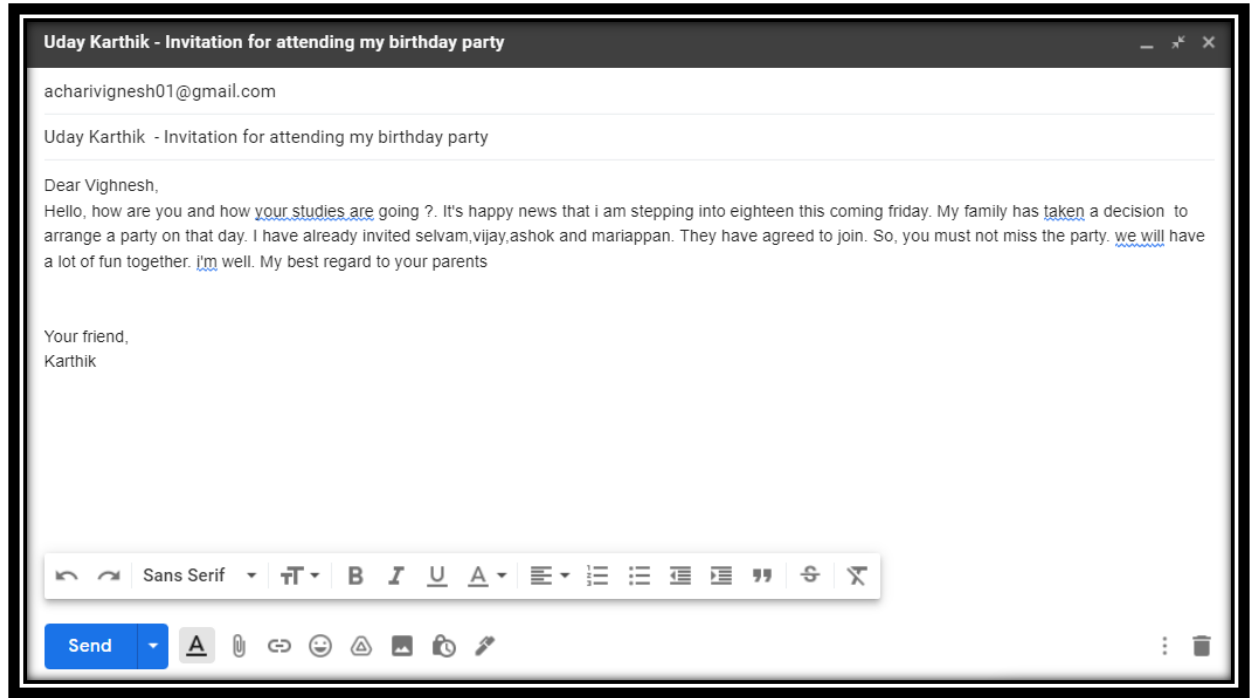 Uday Karthik - Invitation for attending my birthday party
acharivignesh01@gmail.com
Uday Karthik  - Invitation for attending my birthday party
Dear Vighnesh,
Hello, how are you and how your studies are going ?. It's happy news that i am stepping into eighteen this coming friday. My family has taken a decision  to
arrange a party on that day. I have already invited selvam,vijay,ashok and mariappan. They have agreed to join. So, you must not miss the party. we will have
a lot of fun together. i'm well. My best regard to your parents
Your friend,
Karthik
Sans Serif
Send